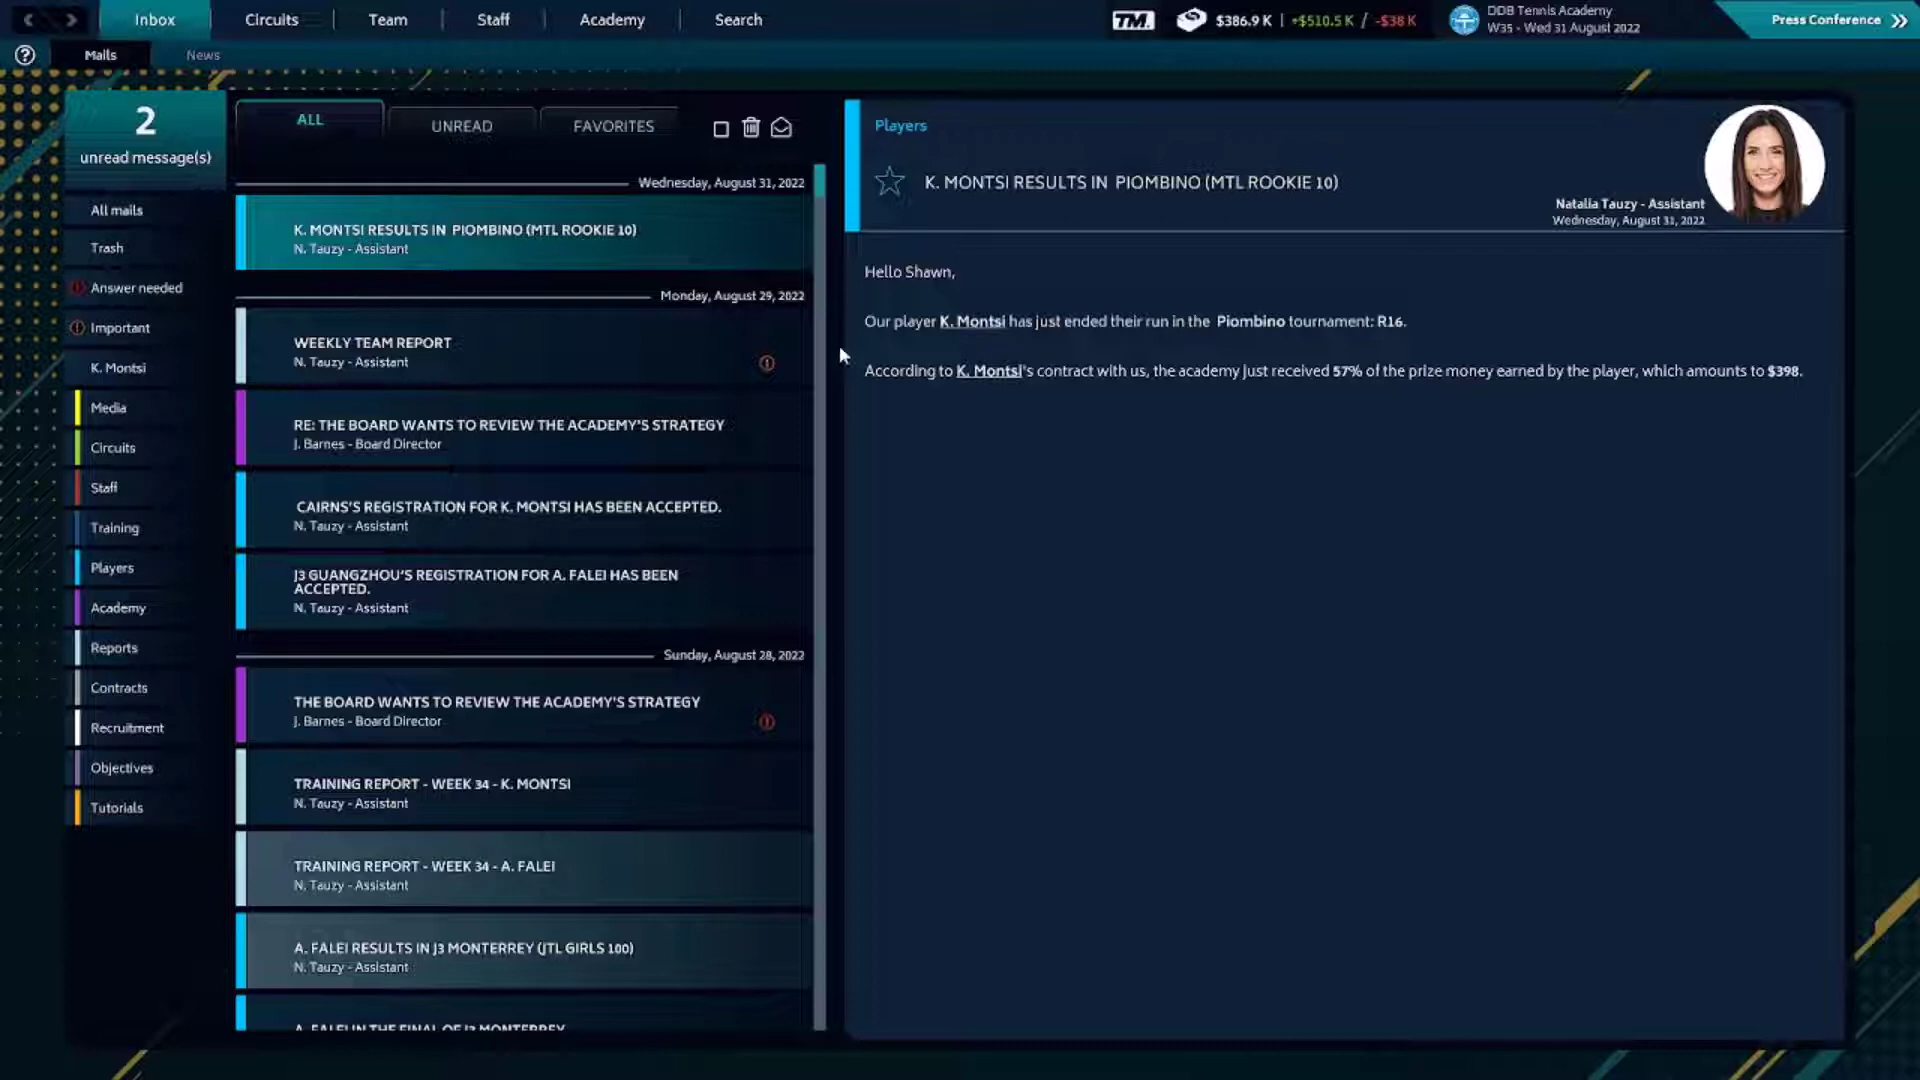 Inbox
Circuits
Team
Staff
Academy
Search
TM.
$386.9 K | +$510.5 K / -$38 K
DDB Tennis Academy
W35 - Wed 31 August 2022
Press Conference
Mails
News
2
unread message(s)
All mails
Trash
Answer needed
Important
K. Montsi
Media
Circuits
Staff
Training
Players
Academy
Reports
Contracts
Recruitment
Objectives
Tutorials
ALL
UNREAD
FAVORITES
Wednesday, August 31, 2022
K. MONTSI RESULTS IN PIOMBINO (MTL ROOKIE 10)
N. Tauzy - Assistant
Monday, August 29, 2022
WEEKLY TEAM REPORT
N. Tauzy - Assistant
RE: THE BOARD WANTS TO REVIEW THE ACADEMY'S STRATEGY
J. Barnes - Board Director
CAIRNS'S REGISTRATION FOR K. MONTSI HAS BEEN ACCEPTED.
N. Tauzy - Assistant
J3 GUANGZHOU'S REGISTRATION FOR A. FALEI HAS BEEN
ACCEPTED.
N. Tauzy - Assistant
Sunday, August 28, 2022
THE BOARD WANTS TO REVIEW THE ACADEMY'S STRATEGY
J. Barnes - Board Director
TRAINING REPORT - WEEK 34 - K. MONTSI
N. Tauzy - Assistant
TRAINING REPORT - WEEK 34 - A. FALEI
N. Tauzy - Assistant
A. FALEI RESULTS IN J3 MONTERREY (JTL GIRLS 100)
N. Tauzy - Assistant
A. FALEI IN THE FINAL OF J3 MONTERREY
Players
K. MONTSI RESULTS IN PIOMBINO (MTL ROOKIE 10)
Natalia Tauzy - Assistant
Wednesday, August 31, 2022
Hello Shawn,
Our player K. Montsi has just ended their run in the Piombino tournament: R16.
According to K. Montsi's contract with us, the academy just received 57% of the prize money earned by the player, which amounts to $398.